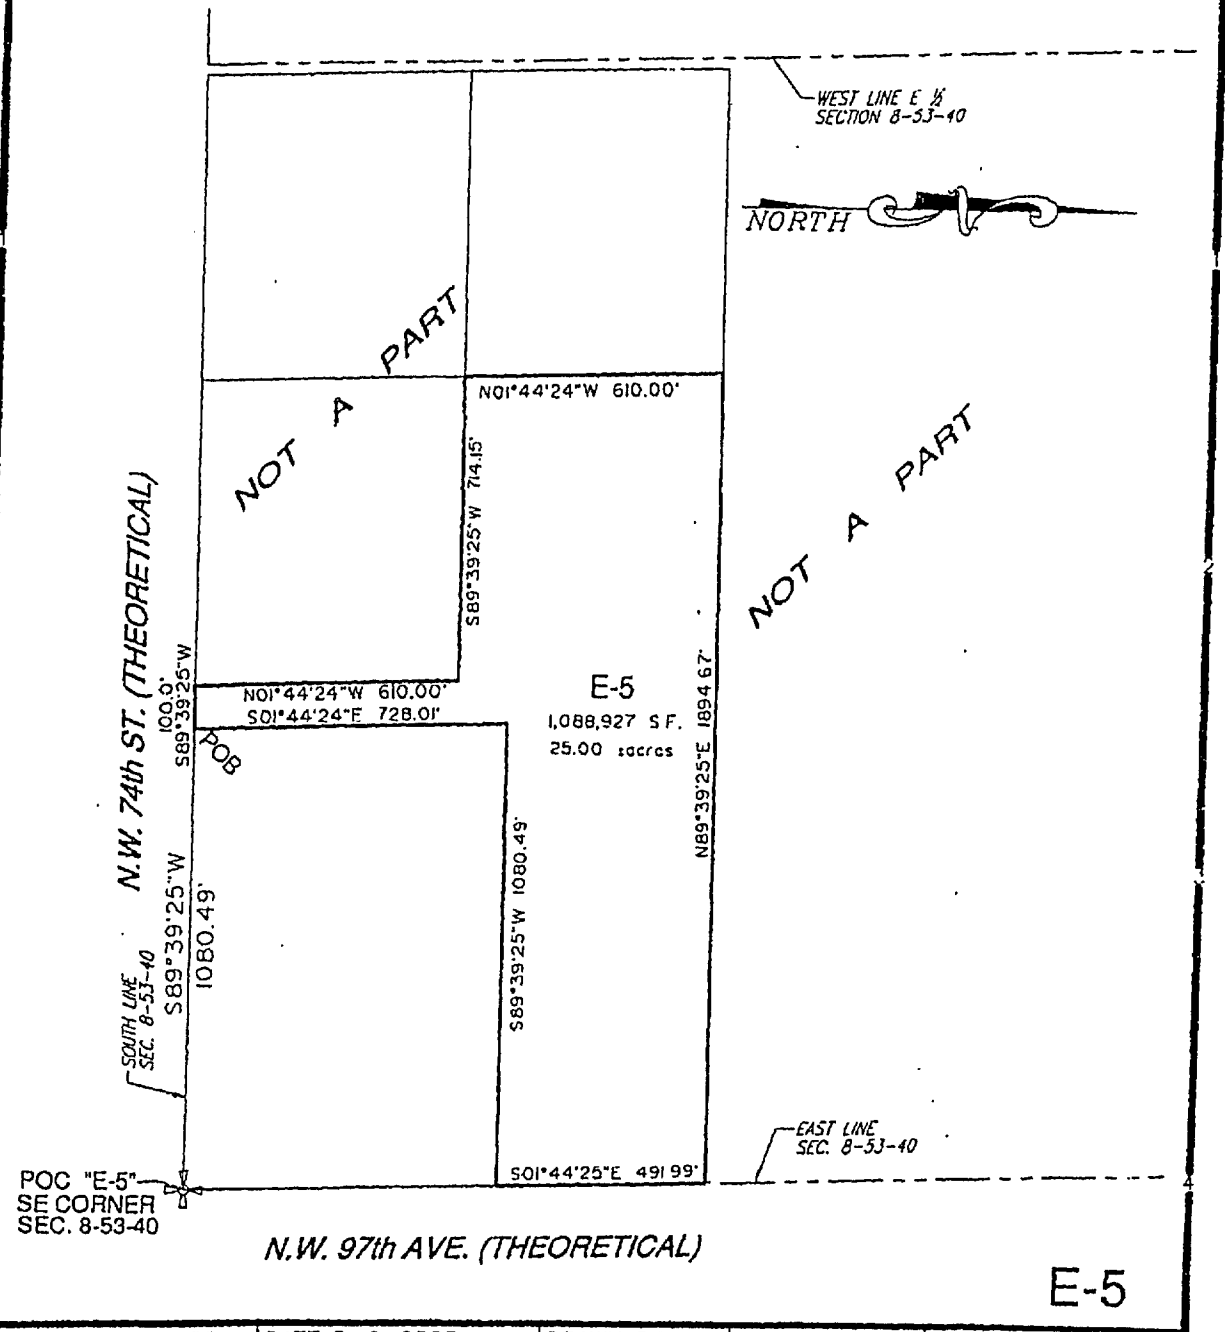 WEST LINE E ½
SECTION 8-53-40
NORTH
NOT A PART
N01°44'24"W 610.00'
S89°39'25"W 714.15'
NOT A PART
N.W. 74th ST. (THEORETICAL)
100.0'
S89°39'25"W
N01°44'24"W 610.00'
S01°44'24"E 728.01'
POB
E-5
1,088,927 S F.
25.00 ±acres
N89°39'25"E 1894 67'
S89°39'25"W
1080.49'
S89°39'25"W 1080.49'
SOUTH LINE
SEC. 8-53-40
EAST LINE
SEC. 8-53-40
S01°44'25"E 491 99'
POC "E-5"
SE CORNER
SEC. 8-53-40
N.W. 97th AVE. (THEORETICAL)
E-5